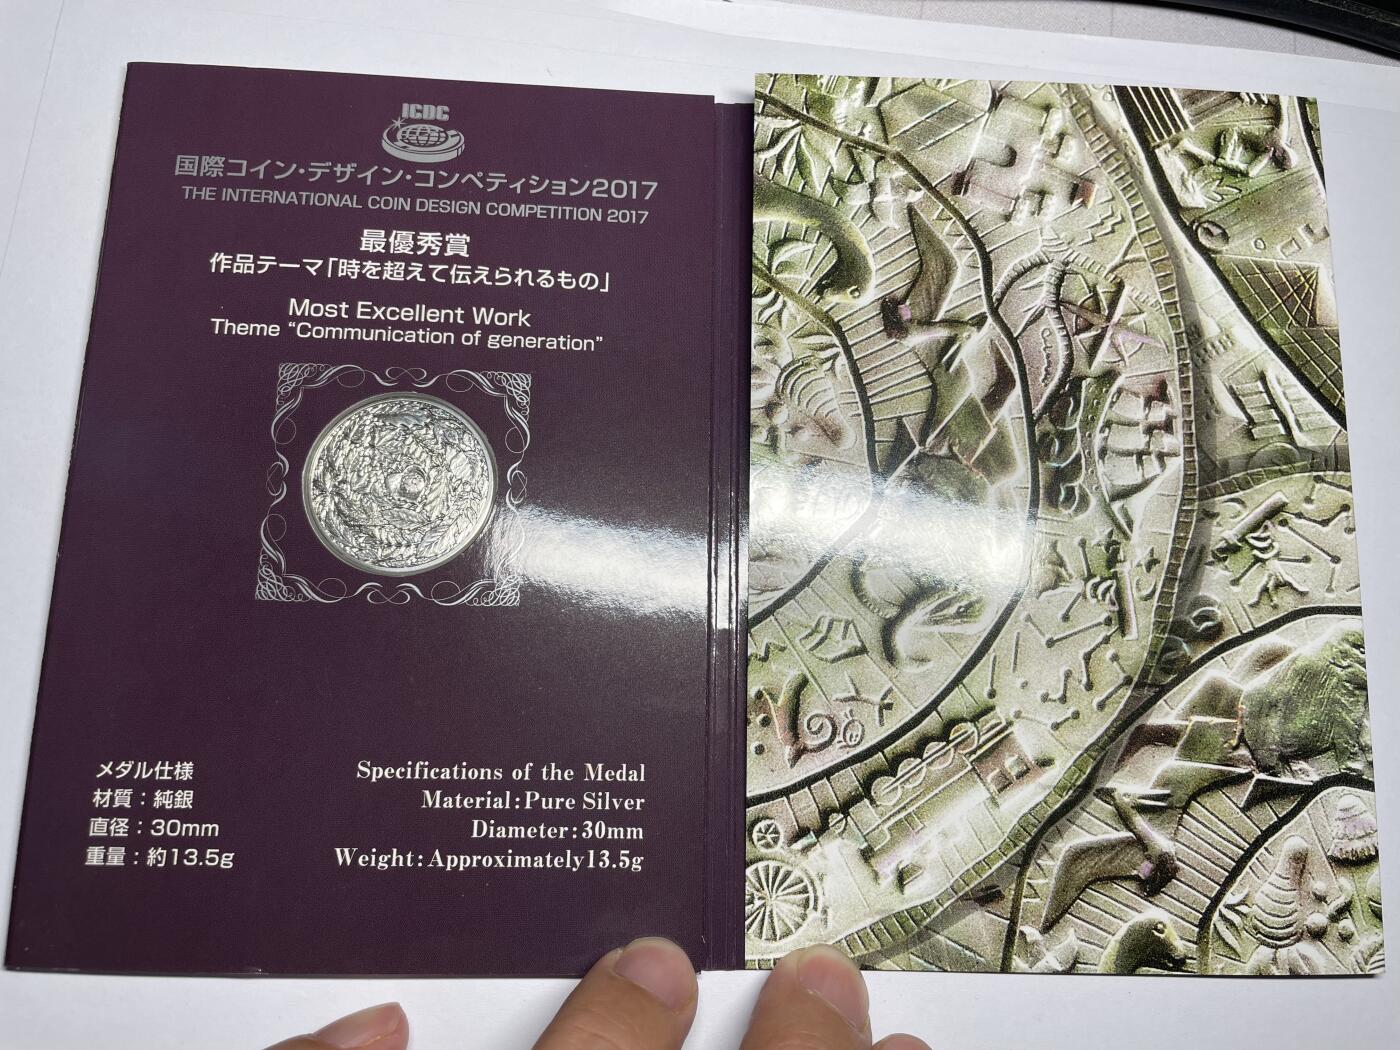 ICDC
国際コイン・デザイン・コンペティション2017
THE INTERNATIONAL COIN DESIGN COMPETITION 2017
最優秀賞
作品テーマ「時を超えて伝えられるもの」
Most Excellent Work
Theme “Communication of generation”
メダル仕様
材質：純銀
直径：30mm
重量：約13.5g
Specifications of the Medal
Material:Pure Silver
Diameter:30mm
Weight:Approximately13.5g